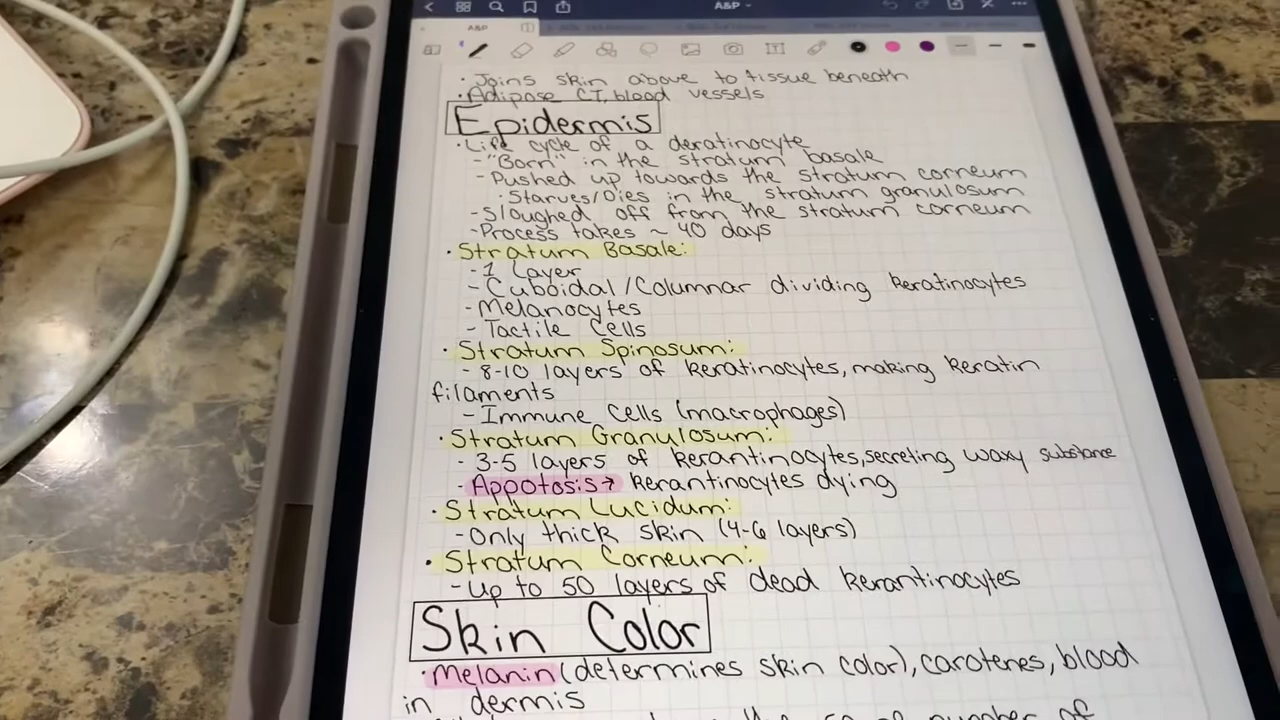 A&P
A&P
· Joins skin above to tissue beneath
· Adipose CT, blood vessels
Epidermis
· Life cycle of a deratinocyte
- "Born" in the stratum basale
- Pushed up towards the stratum corneum
· Starves/Dies in the stratum granulosum
- Sloughed off from the stratum corneum
- Process takes ~ 40 days
· Stratum Basale:
- 1 Layer
- Cuboidal/Columnar dividing keratinocytes
- Melanocytes
- Tactile Cells
· Stratum Spinosum:
- 8-10 layers of keratinocytes, making keratin
filaments
- Immune Cells (macrophages)
· Stratum Granulosum:
- 3-5 layers of kerantinocytes, secreting waxy substance
- Appotosis → kerantinocytes dying
· Stratum Lucidum:
- Only thick skin (4-6 layers)
· Stratum Corneum:
- Up to 50 layers of dead kerantinocytes
Skin Color
· Melanin (determines skin color), carotenes, blood
in dermis
number of